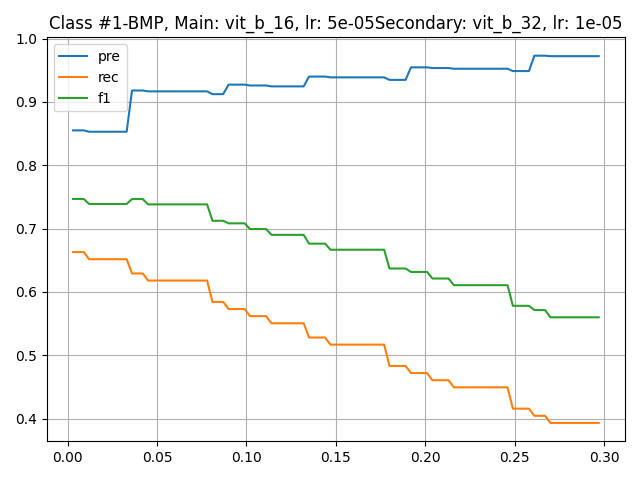 Class #1-BMP, Main: vit_b_16, lr: 5e-05Secondary: vit_b_32, lr: 1e-05
pre
rec
f1
1.0
0.9
0.8
0.7
0.6
0.5
0.4
0.00 0.05 0.10 0.15 0.20 0.25 0.30